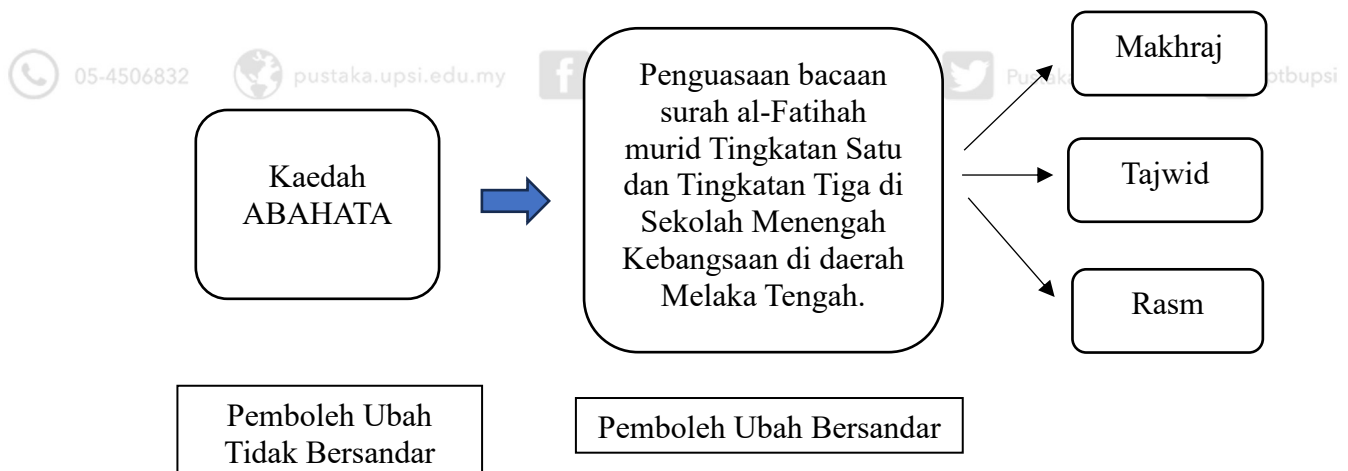 05-4506832
pustaka.upsi.edu.my
Kaedah
ABAHATA
Penguasaan bacaan
surah al-Fatihah
murid Tingkatan Satu
dan Tingkatan Tiga di
Sekolah Menengah
Kebangsaan di daerah
Melaka Tengah.
Makhraj
ptbupsi
Tajwid
Rasm
Pemboleh Ubah
Tidak Bersandar
Pemboleh Ubah Bersandar